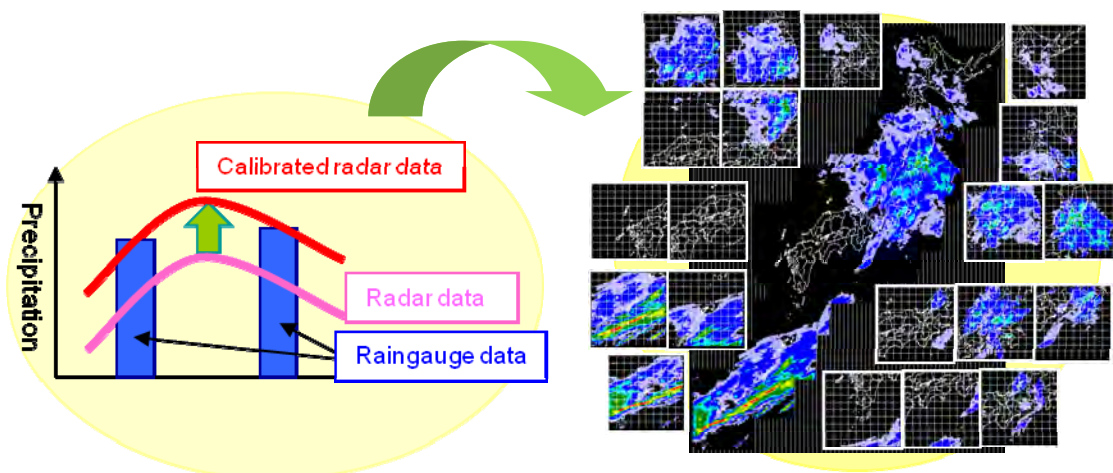 Calibrated radar data
Precipitation
Radar data
Raingauge data